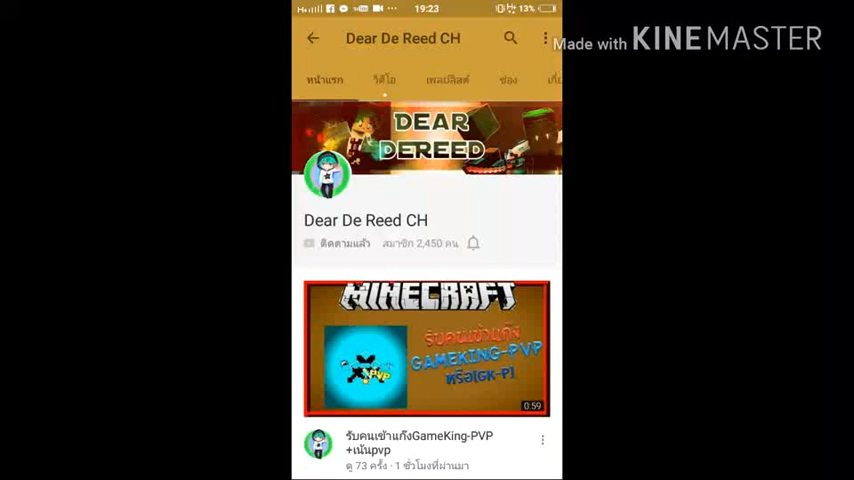 19:23
13%
Dear De Reed CH
Made with KINEMASTER
หน้าแรก วิดีโอ เพลย์ลิสต์ ช่อง
DEAR
DEREED
Dear De Reed CH
ติดตามแล้ว สมาชิก 2,450 คน
MINECRAFT
รับคนเข้าแก๊ง
GAMEKING-PVP
หรือ[GK-P]
PVP
0:59
รับคนเข้าแก๊งGameKing-PVP
+เน้นpvp
ดู 73 ครั้ง · 1 ชั่วโมงที่ผ่านมา